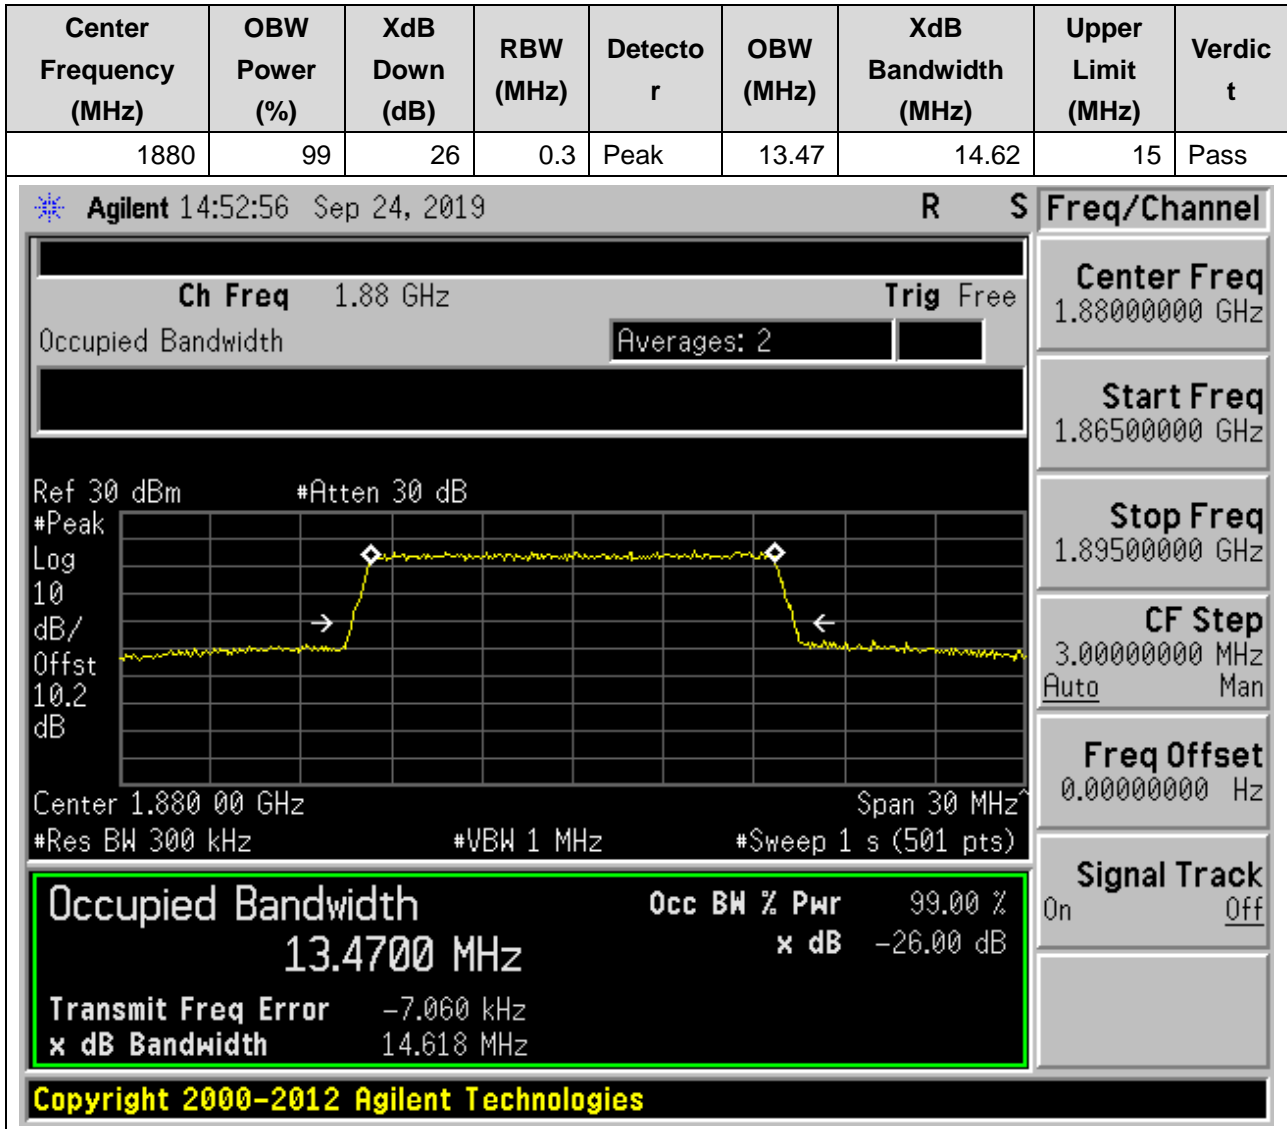 Center Frequency (MHz) OBW Power (%) XdB Down (dB) RBW (MHz) Detecto r OBW (MHz) XdB Bandwidth (MHz) Upper Limit (MHz) Verdic t
1880 99 26 0.3 Peak 13.47 14.62 15 Pass
Agilent 14:52:56 Sep 24, 2019 R S Freq/Channel
Ch Freq 1.88 GHz Trig Free
Occupied Bandwidth Averages: 2
Center Freq
1.88000000 GHz
Start Freq
1.86500000 GHz
Stop Freq
1.89500000 GHz
CF Step
3.00000000 MHz
Auto Man
Freq Offset
0.00000000 Hz
Signal Track
On Off
Ref 30 dBm #Atten 30 dB
#Peak
Log
10
dB/
Offst
10.2
dB
Center 1.880 00 GHz Span 30 MHz^
#Res BW 300 kHz #VBW 1 MHz #Sweep 1 s (501 pts)
Occupied Bandwidth Occ BW % Pwr 99.00 %
13.4700 MHz x dB -26.00 dB
Transmit Freq Error -7.060 kHz
x dB Bandwidth 14.618 MHz
Copyright 2000-2012 Agilent Technologies